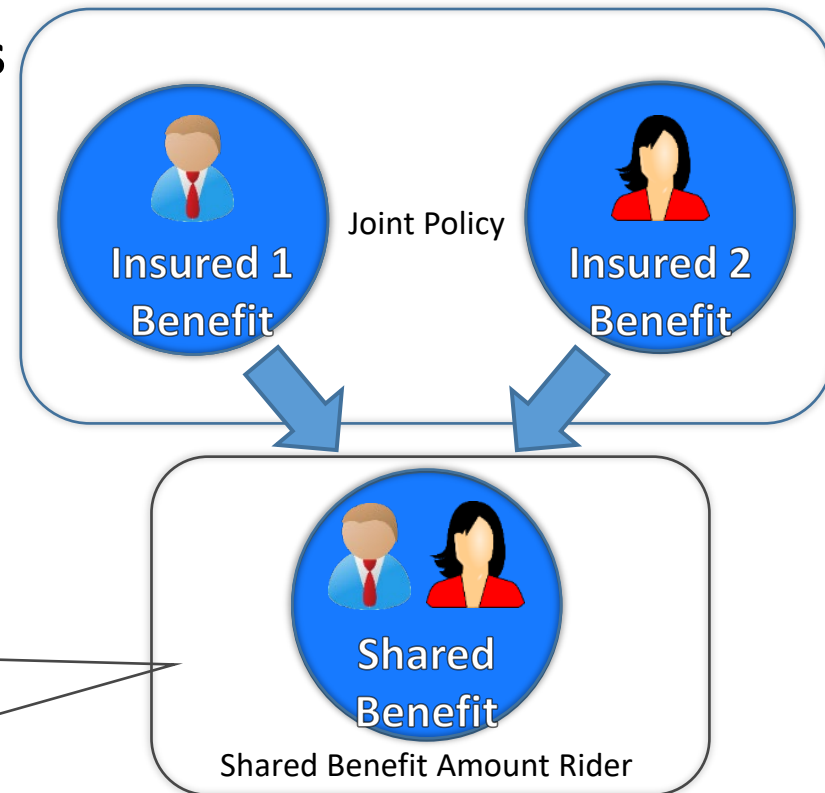 s
Joint Policy
Insured 1
Benefit
Insured 2
Benefit
Shared
Benefit
Shared Benefit Amount Rider